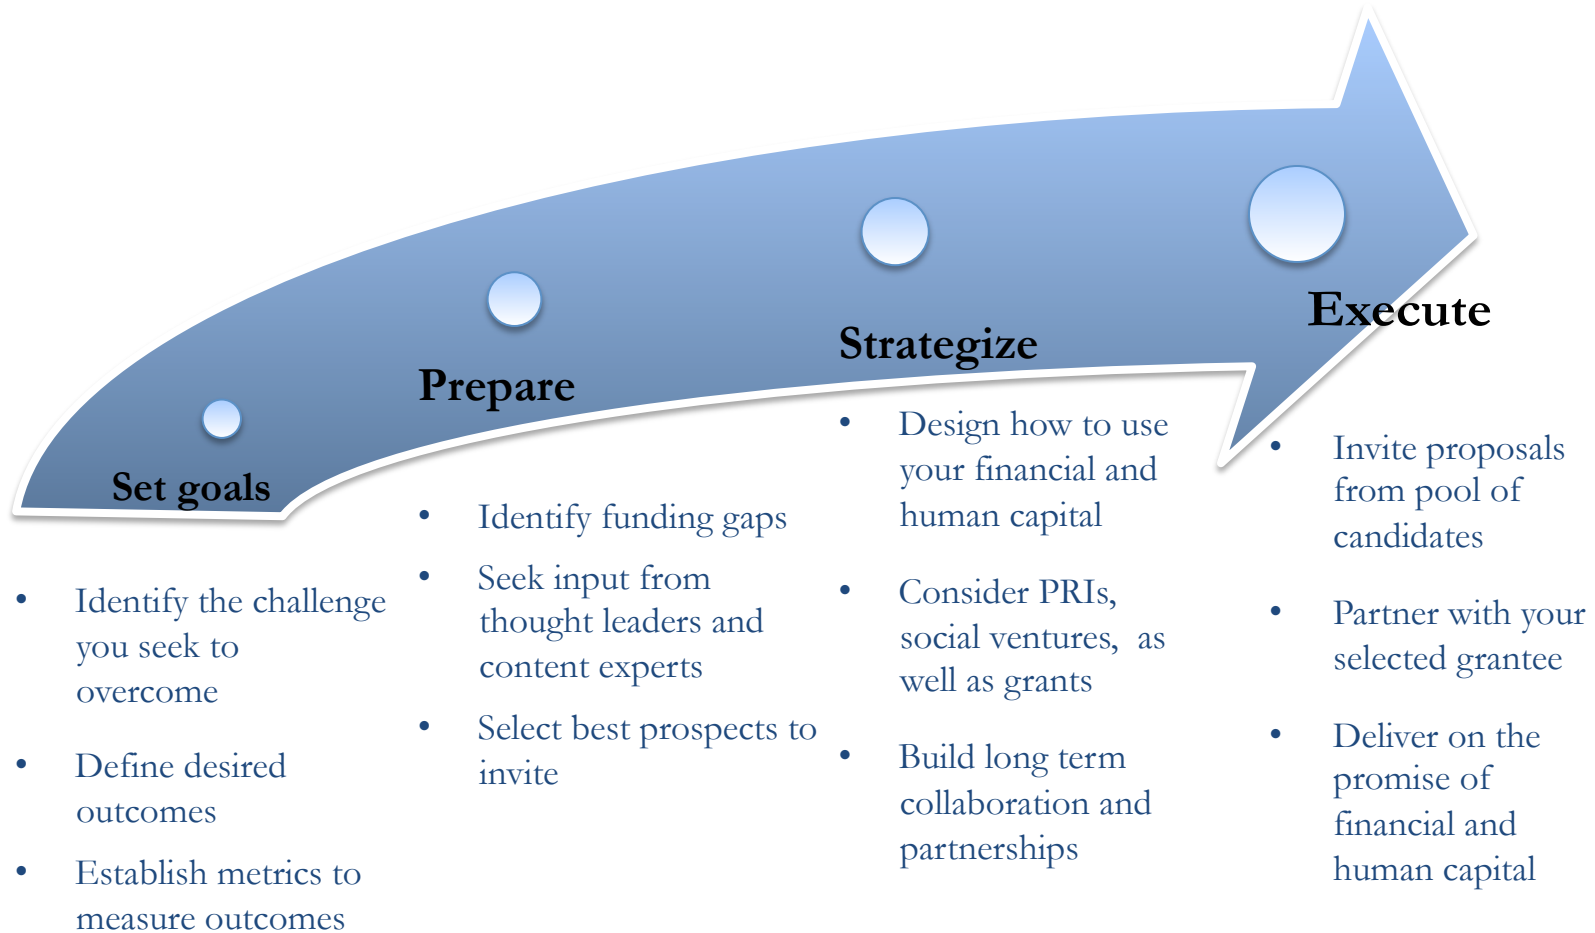 Set goals
• Identify the challenge
you seek to
overcome
• Define desired
outcomes
• Establish metrics to
measure outcomes
Prepare
• Identify funding gaps
• Seek input from
thought leaders and
content experts
• Select best prospects to
invite
Strategize
• Design how to use
your financial and
human capital
• Consider PRIs,
social ventures,  as
well as grants
• Build long term
collaboration and
partnerships
Execute
• Invite proposals
from pool of
candidates
• Partner with your
selected grantee
• Deliver on the
promise of
financial and
human capital